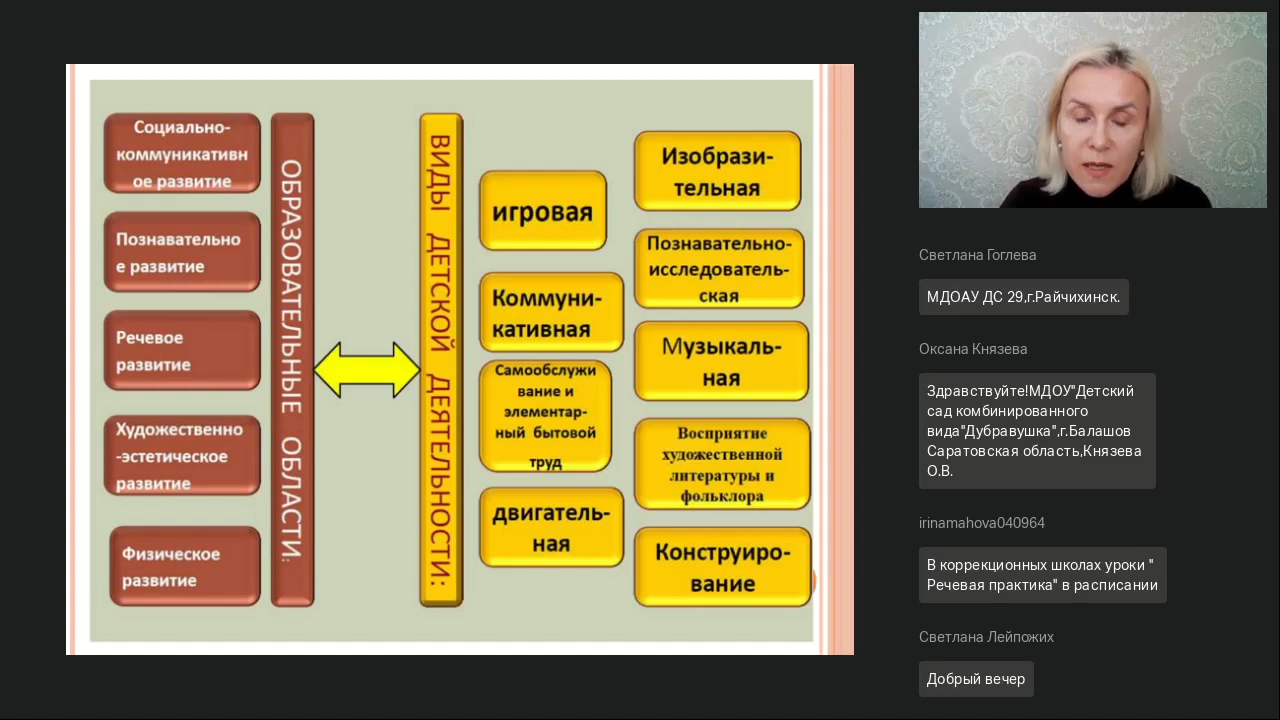 Социально-
коммуникативн
ое развитие
Познавательно
е развитие
Речевое
развитие
Художественно
-эстетическое
развитие
Физическое
развитие
ОБРАЗОВАТЕЛЬНЫЕ ОБЛАСТИ:
ВИДЫ ДЕТСКОЙ ДЕЯТЕЛЬНОСТИ:
игровая
Коммуни-
кативная
Самообслужи
вание и
элементар-
ный бытовой
труд
двигатель-
ная
Изобрази-
тельная
Познавательно-
исследователь-
ская
Музыкаль-
ная
Восприятие
художественной
литературы и
фольклора
Конструиро-
вание
Светлана Гоглева
МДОАУ ДС 29,г.Райчихинск.
Оксана Князева
Здравствуйте!МДОУ"Детский
сад комбинированного
вида"Дубравушка",г.Балашов
Саратовская область,Князева
О.В.
irinamahova040964
В коррекционных школах уроки "
Речевая практика" в расписании
Светлана Лейпожих
Добрый вечер